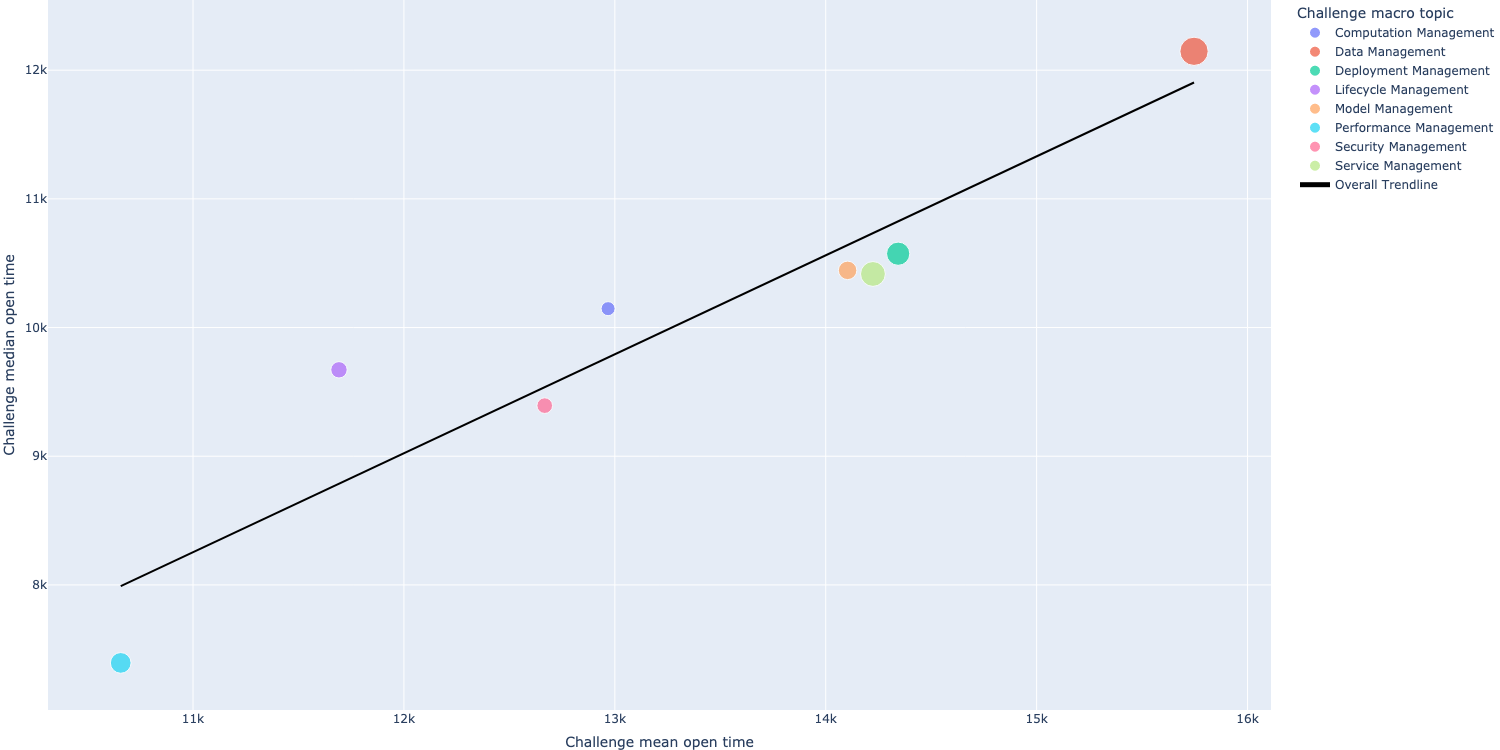 Challenge macro topic
Computation Management
Data Management
Deployment Management
Lifecycle Management
Model Management
Performance Management
Security Management
Service Management
Overall Trendline
Challenge median open time
12k
11k
10k
9k
8k
11k 12k 13k 14k 15k 16k
Challenge mean open time